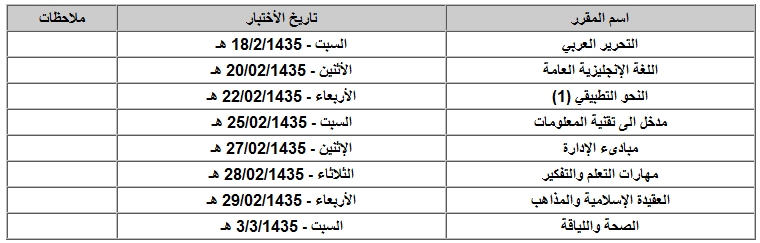 اسم المقرر تاريخ الأختبار ملاحظات
التحرير العربي السبت - 18/2/1435 هـ
اللغة الإنجليزية العامة الأثنين - 20/02/1435 هـ
النحو التطبيقي (1) الأربعاء - 22/02/1435 هـ
مدخل الى تقنية المعلومات السبت - 25/02/1435 هـ
مبادىء الإدارة الإثنين - 27/02/1435 هـ
مهارات التعلم والتفكير الثلاثاء - 28/02/1435 هـ
العقيدة الإسلامية والمذاهب الأربعاء - 29/02/1435 هـ
الصحة واللياقة السبت - 3/3/1435 هـ